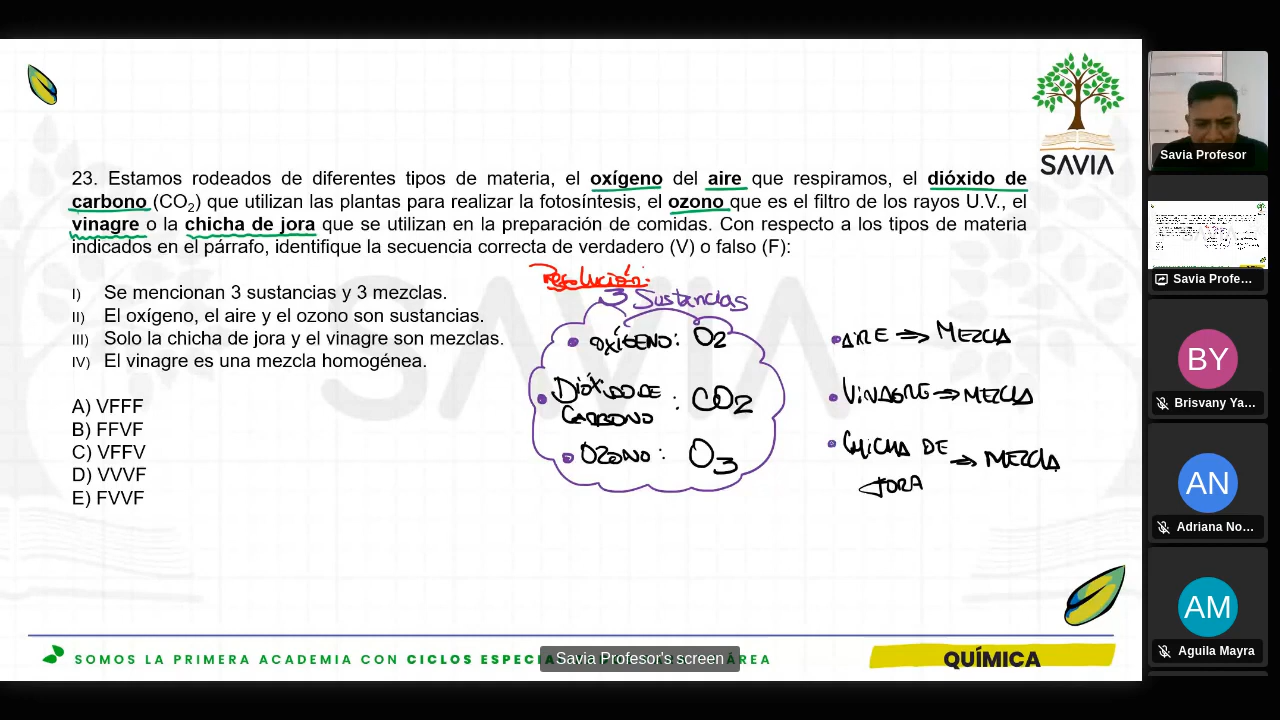 SAVIA
23. Estamos rodeados de diferentes tipos de materia, el oxígeno del aire que respiramos, el dióxido de
carbono (CO2) que utilizan las plantas para realizar la fotosíntesis, el ozono que es el filtro de los rayos U.V., el
vinagre o la chicha de jora que se utilizan en la preparación de comidas. Con respecto a los tipos de materia
indicados en el párrafo, identifique la secuencia correcta de verdadero (V) o falso (F):
I) Se mencionan 3 sustancias y 3 mezclas.
II) El oxígeno, el aire y el ozono son sustancias.
III) Solo la chicha de jora y el vinagre son mezclas.
IV) El vinagre es una mezcla homogénea.
A) VFFF
B) FFVF
C) VFFV
D) VVVF
E) FVVF
Resolución:
3 Sustancias
OXÍGENO: O2
DIÓXIDO DE
CARBONO : CO2
OZONO: O3
AIRE ⇒ MEZCLA
VINAGRE ⇒ MEZCLA
CHICHA DE
JORA ⇒ MEZCLA
SOMOS LA PRIMERA ACADEMIA CON CICLOS ESPECI
ÁREA
Savia Profesor's screen
QUÍMICA
Savia Profesor
Savia Profe...
BY
Brisvany Ya...
AN
Adriana No...
AM
Aguila Mayra